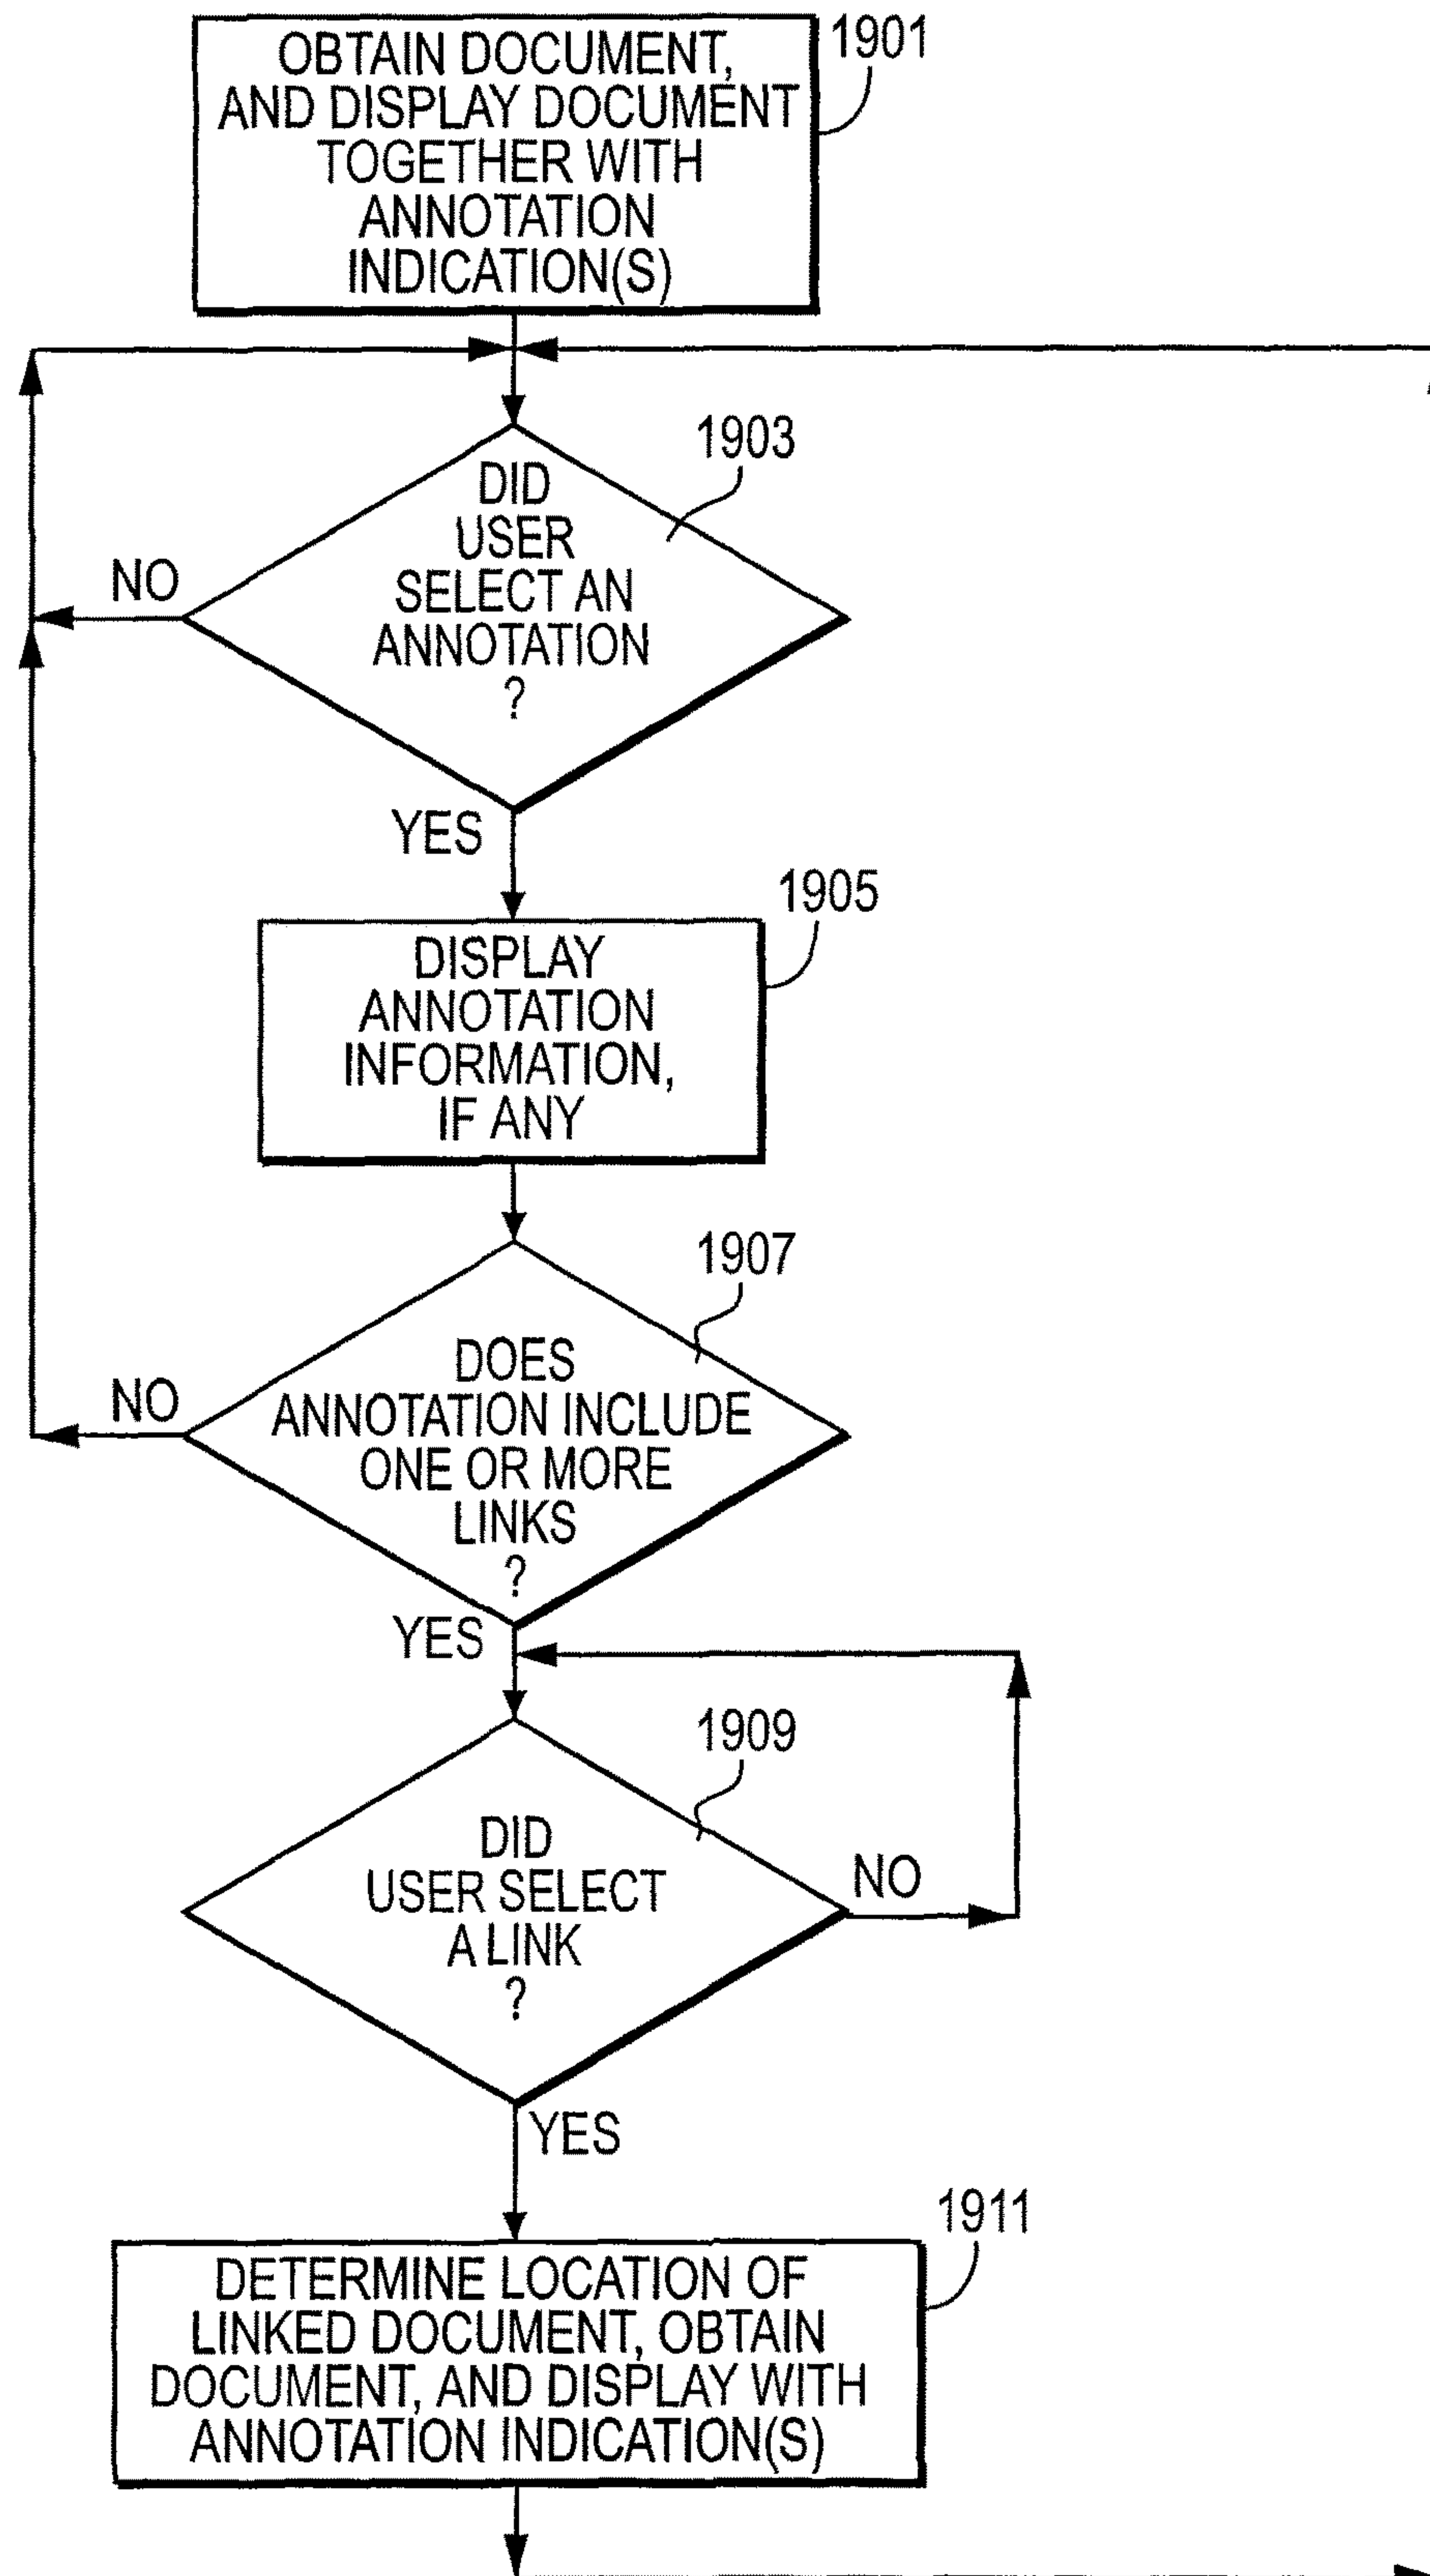 OBTAIN DOCUMENT,
AND DISPLAY DOCUMENT
TOGETHER WITH
ANNOTATION
INDICATION(S)
1901
DID
USER
SELECT AN
ANNOTATION
?
1903
NO
YES
DISPLAY
ANNOTATION
INFORMATION,
IF ANY
1905
DOES
ANNOTATION INCLUDE
ONE OR MORE
LINKS
?
1907
NO
YES
DID
USER SELECT
A LINK
?
1909
NO
YES
DETERMINE LOCATION OF
LINKED DOCUMENT, OBTAIN
DOCUMENT, AND DISPLAY WITH
ANNOTATION INDICATION(S)
1911